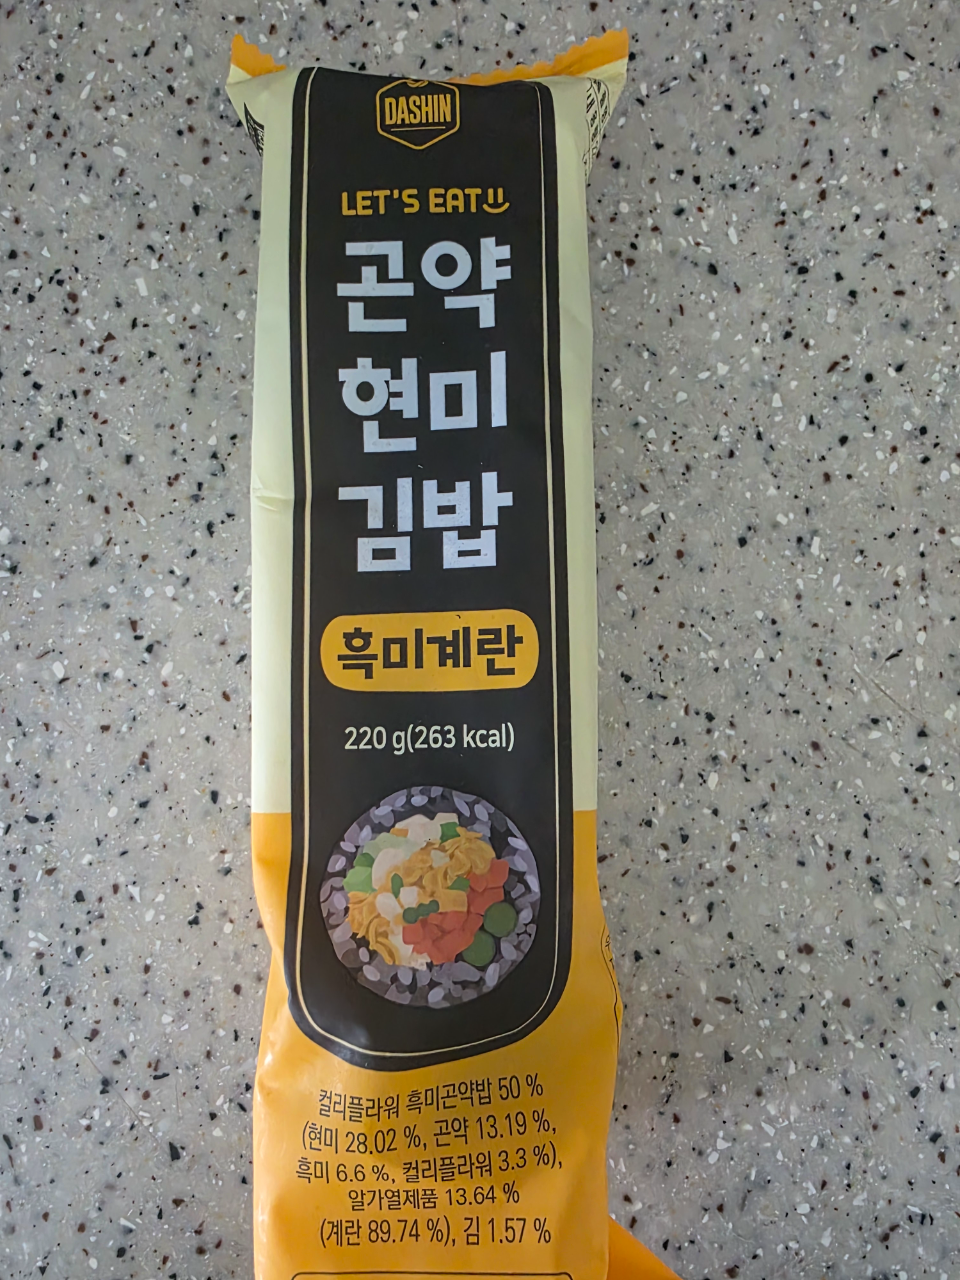 DASHIN
LET'S EAT
곤약
현미
김밥
흑미계란
220 g(263 kcal)
컬리플라워 흑미곤약밥 50 %
(현미 28.02 %, 곤약 13.19 %,
흑미 6.6 %, 컬리플라워 3.3 %),
알가열제품 13.64 %
(계란 89.74 %), 김 1.57 %